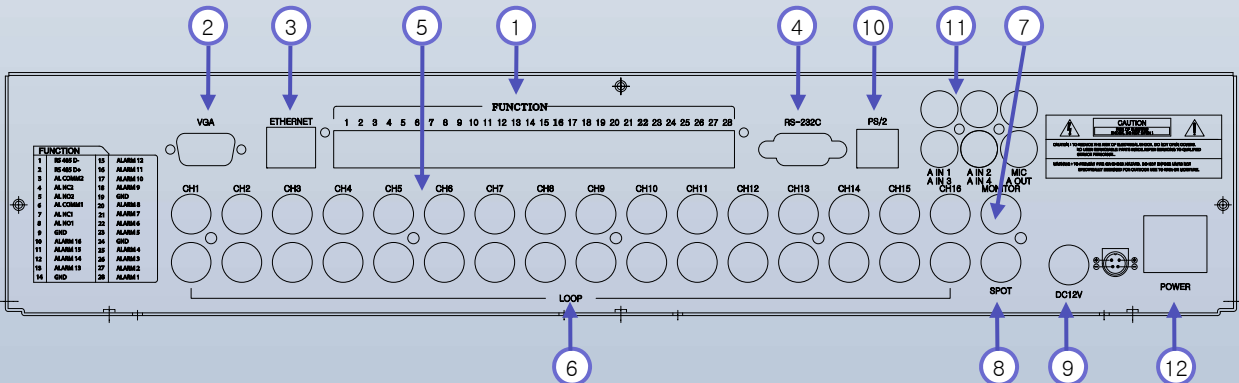 2 3 5 1 4 10 11 7
FUNCTION
VGA ETHERNET 1 2 3 4 5 6 7 8 9 10 11 12 13 14 15 16 17 18 19 20 21 22 23 24 25 26 27 28 RS-232C PS/2
CAUTION
FUNCTION
1 RS 485 D- 15 ALARM 12
2 RS 485 D+ 16 ALARM 11
3 AL COMM2 17 ALARM 10
4 AL NC2 18 ALARM 9
5 AL NO2 19 GND
6 AL COMM1 20 ALARM 8
7 AL NC1 21 ALARM 7
8 AL NO1 22 ALARM 6
9 GND 23 ALARM 5
10 ALARM 16 24 GND
11 ALARM 15 25 ALARM 4
12 ALARM 14 26 ALARM 3
13 ALARM 13 27 ALARM 2
14 GND 28 ALARM 1
A IN 1 A IN 2 MIC
A IN 3 A IN 4 A OUT
CH1 CH2 CH3 CH4 CH5 CH6 CH7 CH8 CH9 CH10 CH11 CH12 CH13 CH14 CH15 CH16 MONITOR
LOOP
SPOT
DC12V
POWER
6 8 9 12